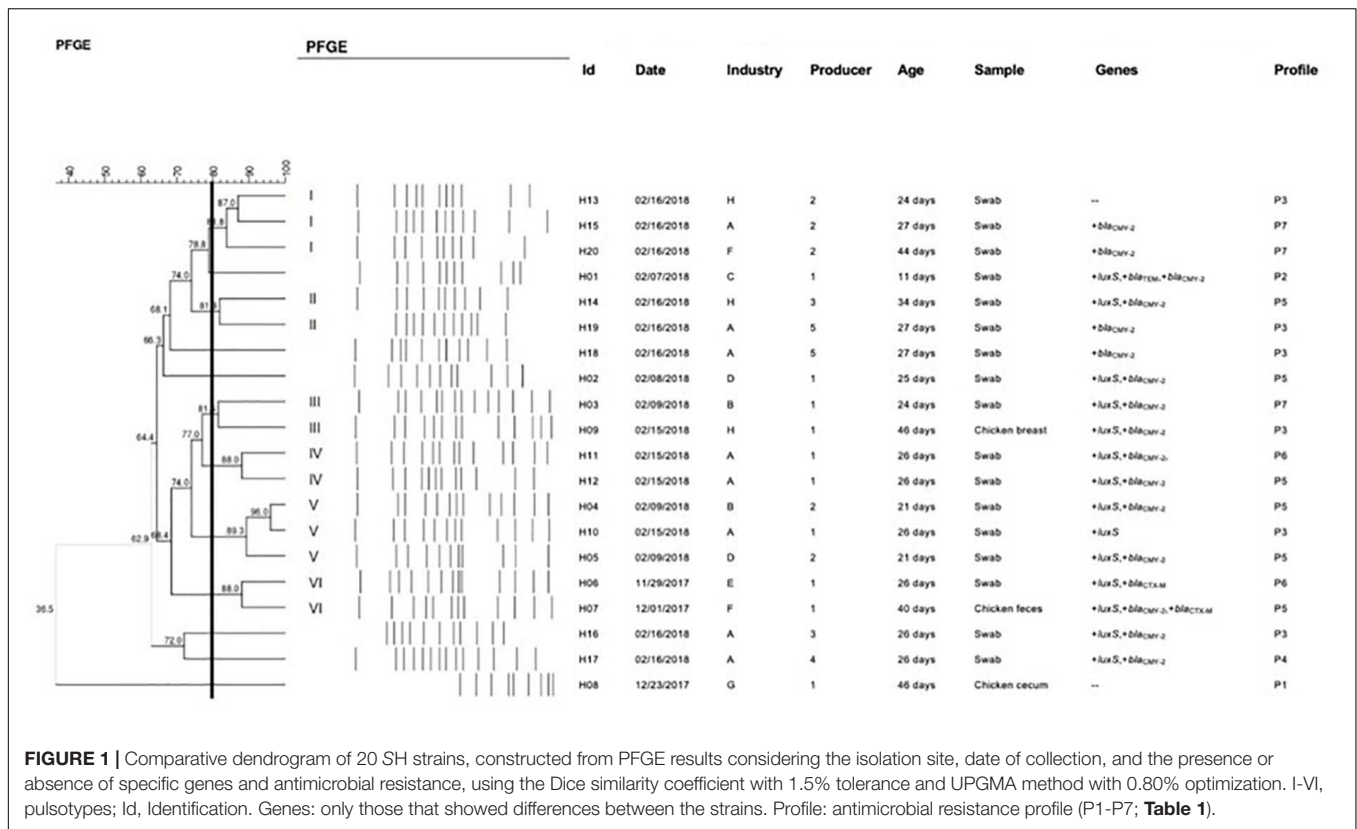 PFGE
PFGE
Id Date Industry Producer Age Sample Genes Profile
40 50 60 70 80 90 100
I H13 02/16/2018 H 2 24 days Swab -- P3
I H15 02/16/2018 A 2 27 days Swab +blaCMY-2 P7
I H20 02/16/2018 F 2 44 days Swab +blaCMY-2 P7
H01 02/07/2018 C 1 11 days Swab +luxS,+blaTEM,+blaCMY-2 P2
II H14 02/16/2018 H 3 34 days Swab +luxS,+blaCMY-2 P5
II H19 02/16/2018 A 5 27 days Swab +blaCMY-2 P3
H18 02/16/2018 A 5 27 days Swab +blaCMY-2 P3
H02 02/08/2018 D 1 25 days Swab +luxS,+blaCMY-2 P5
III H03 02/09/2018 B 1 24 days Swab +luxS,+blaCMY-2 P7
III H09 02/15/2018 H 1 46 days Chicken breast +luxS,+blaCMY-2 P3
IV H11 02/15/2018 A 1 26 days Swab +luxS,+blaCMY-2, P6
IV H12 02/15/2018 A 1 26 days Swab +luxS,+blaCMY-2 P5
V H04 02/09/2018 B 2 21 days Swab +luxS,+blaCMY-2 P5
V H10 02/15/2018 A 1 26 days Swab +luxS P3
V H05 02/09/2018 D 2 21 days Swab +luxS,+blaCMY-2 P5
VI H06 11/29/2017 E 1 26 days Swab +luxS,+blaCTX-M P6
VI H07 12/01/2017 F 1 40 days Chicken feces +luxS,+blaCMY-2,+blaCTX-M P5
H16 02/16/2018 A 3 26 days Swab +luxS,+blaCMY-2 P3
H17 02/16/2018 A 4 26 days Swab +luxS,+blaCMY-2 P4
H08 12/23/2017 G 1 46 days Chicken cecum -- P1
87.0
78.8
74.0
68.1
66.3
77.0
64.4
88.0
74.0
96.0
89.3
62.9
88.0
36.5
72.0
FIGURE 1 | Comparative dendrogram of 20 SH strains, constructed from PFGE results considering the isolation site, date of collection, and the presence or
absence of specific genes and antimicrobial resistance, using the Dice similarity coefficient with 1.5% tolerance and UPGMA method with 0.80% optimization. I-VI,
pulsotypes; Id, Identification. Genes: only those that showed differences between the strains. Profile: antimicrobial resistance profile (P1-P7; Table 1).